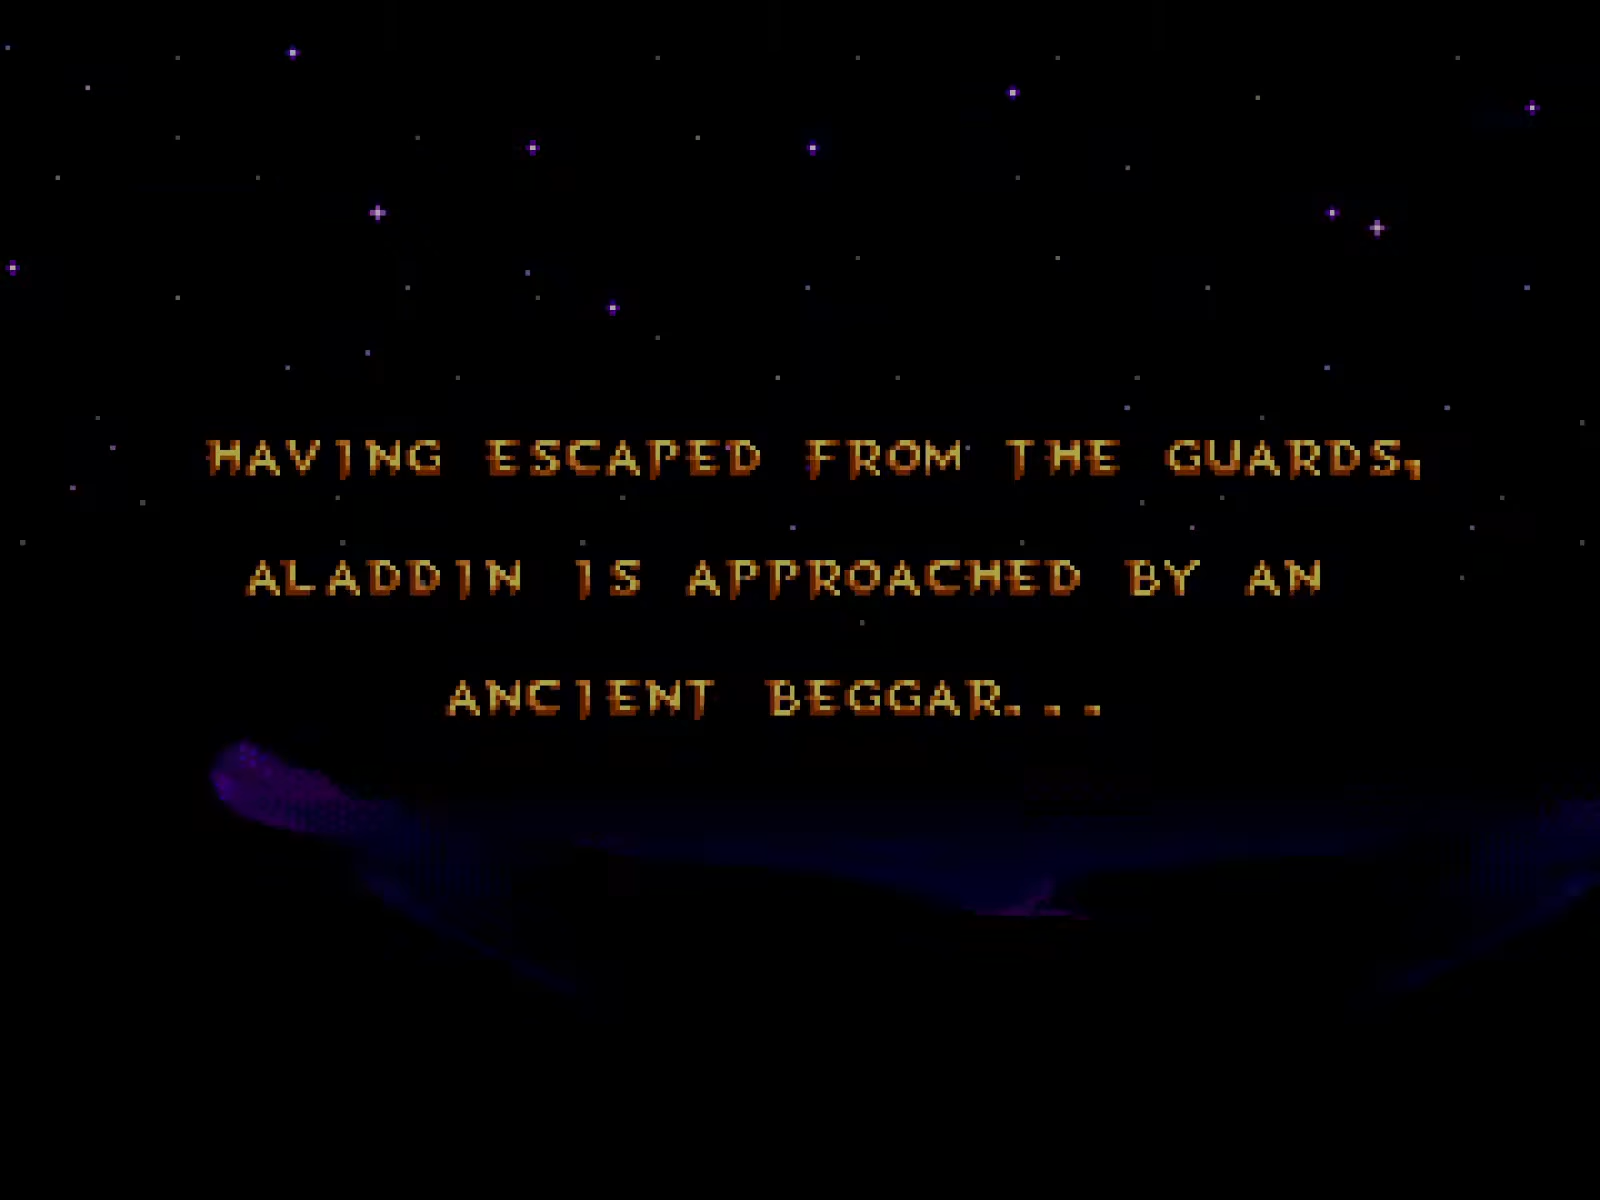 HAVING ESCAPED FROM THE GUARDS,
ALADDIN IS APPROACHED BY AN
ANCIENT BEGGAR...